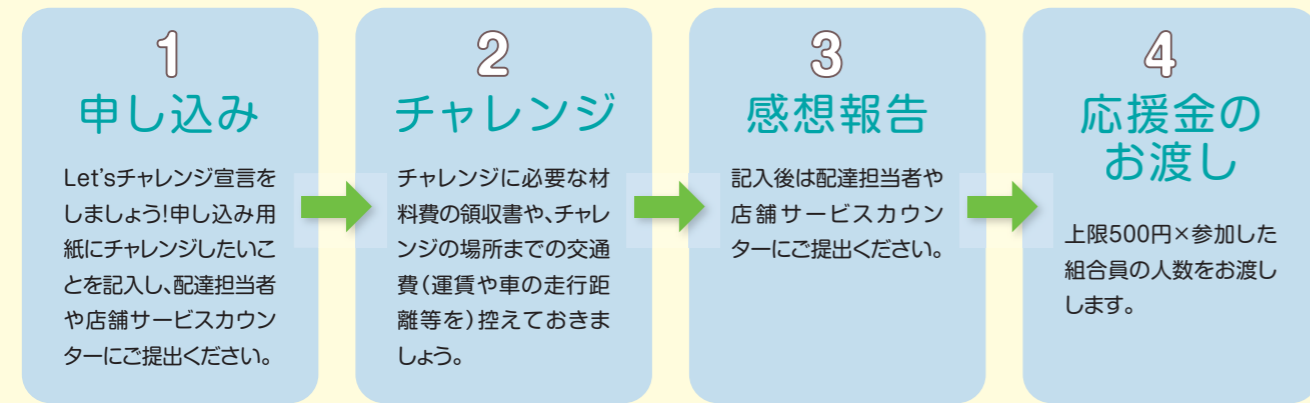 1
申し込み
Let'sチャレンジ宣言を
しましょう!申し込み用
紙にチャレンジしたいこ
とを記入し、配達担当者
や店舗サービスカウン
ターにご提出ください。
2
チャレンジ
チャレンジに必要な材
料費の領収書や、チャレ
ンジの場所までの交通
費(運賃や車の走行距
離等を)控えておきま
しょう。
3
感想報告
記入後は配達担当者や
店舗サービスカウン
ターにご提出ください。
4
応援金の
お渡し
上限500円×参加した
組合員の人数をお渡し
します。